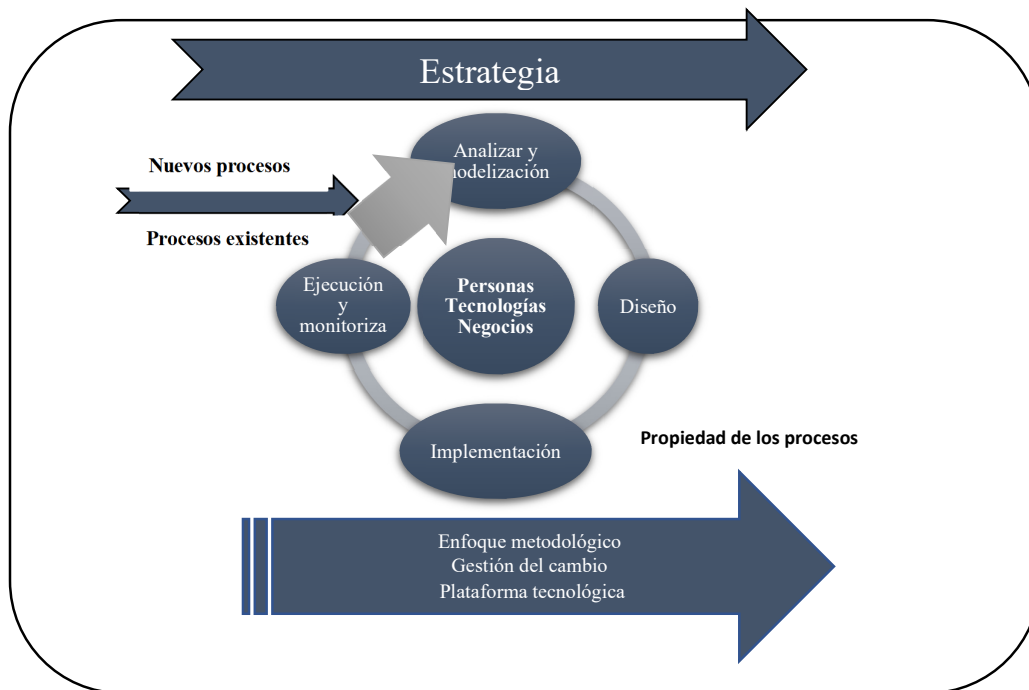 Estrategia
Analizar y
modelización
Nuevos procesos
Procesos existentes
Ejecución
y
monitoriza
Personas
Tecnologías
Negocios
Diseño
Implementación
Propiedad de los procesos
Enfoque metodológico
Gestión del cambio
Plataforma tecnológica